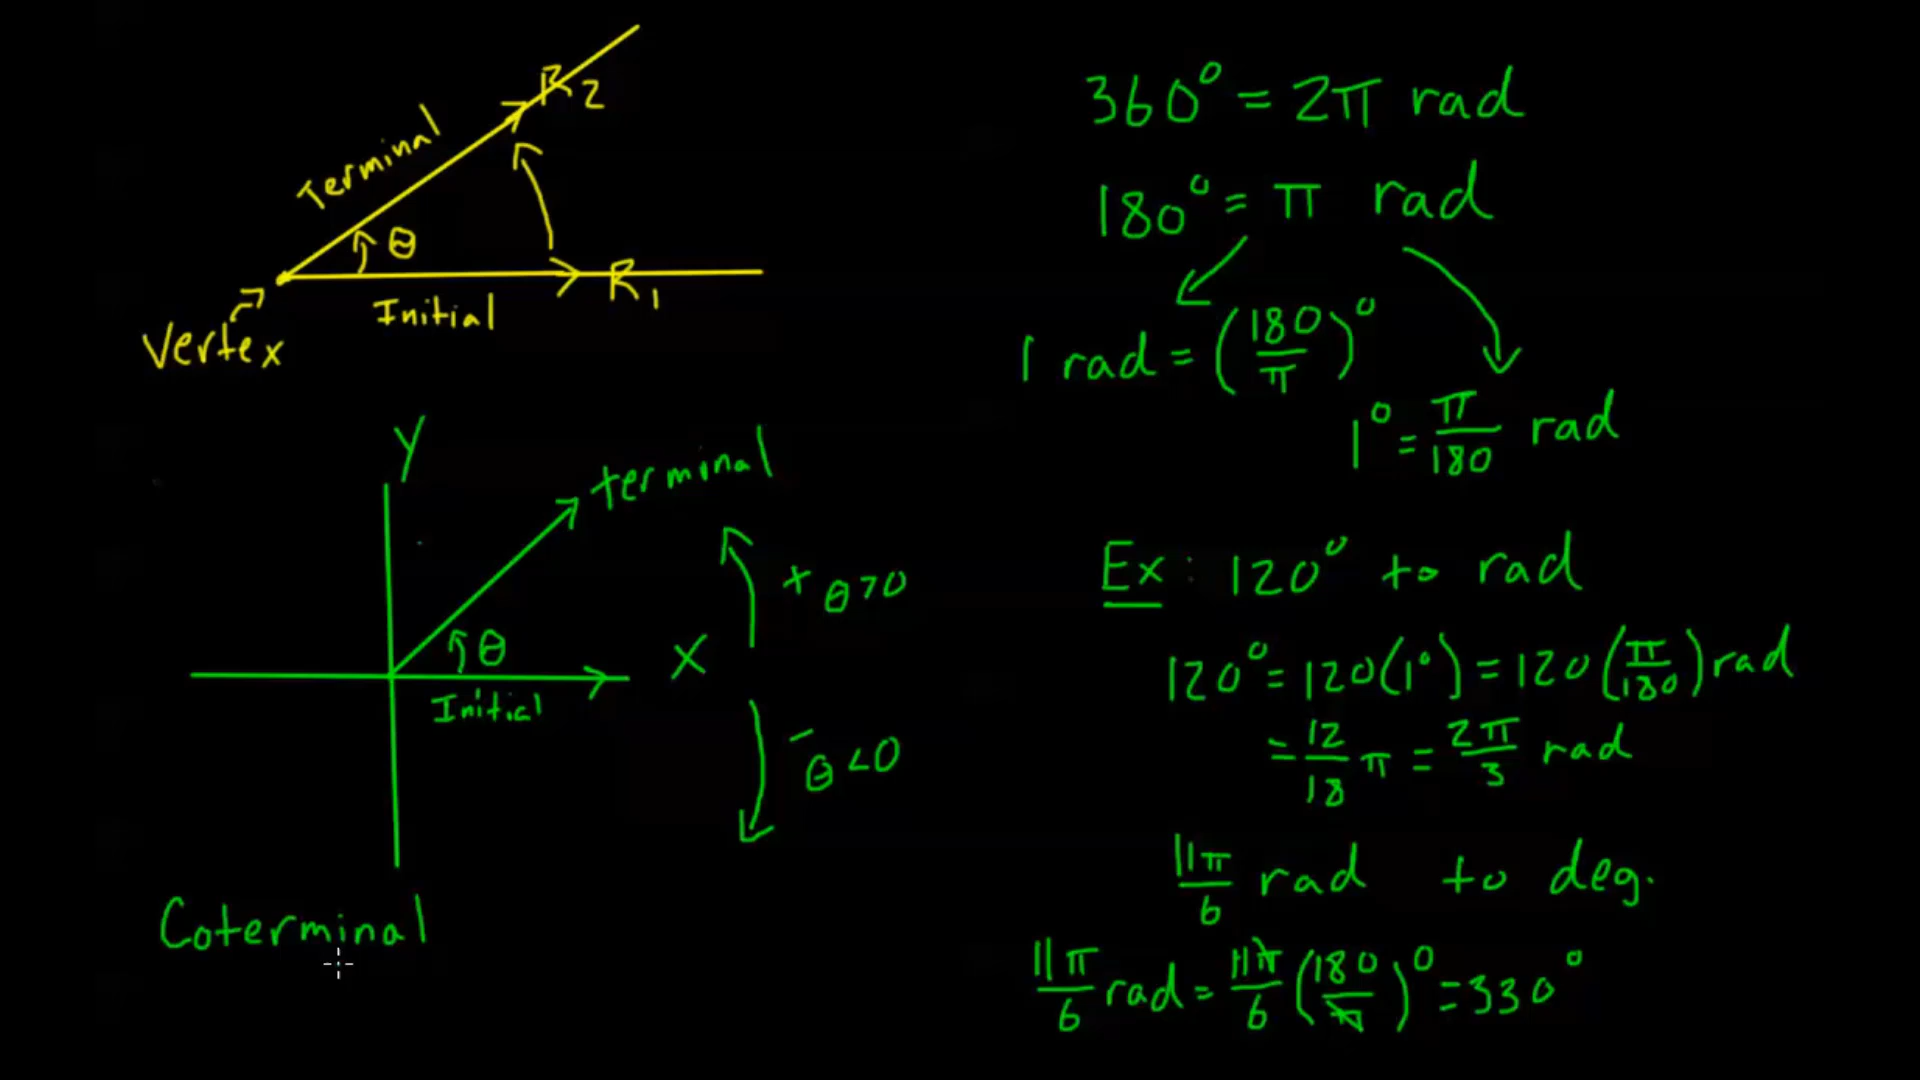 R2
Terminal
θ
R1
Initial
Vertex
Y
terminal
+ θ>0
θ
X
Initial
- θ<0
Coterminal
360° = 2π rad
180° = π rad
1 rad = (180/π)°
1° = π/180 rad
Ex: 120° to rad
120° = 120(1°) = 120(π/180) rad
= 12/18 π = 2π/3 rad
11π/6 rad to deg.
11π/6 rad = 11π/6 (180/π)° = 330°